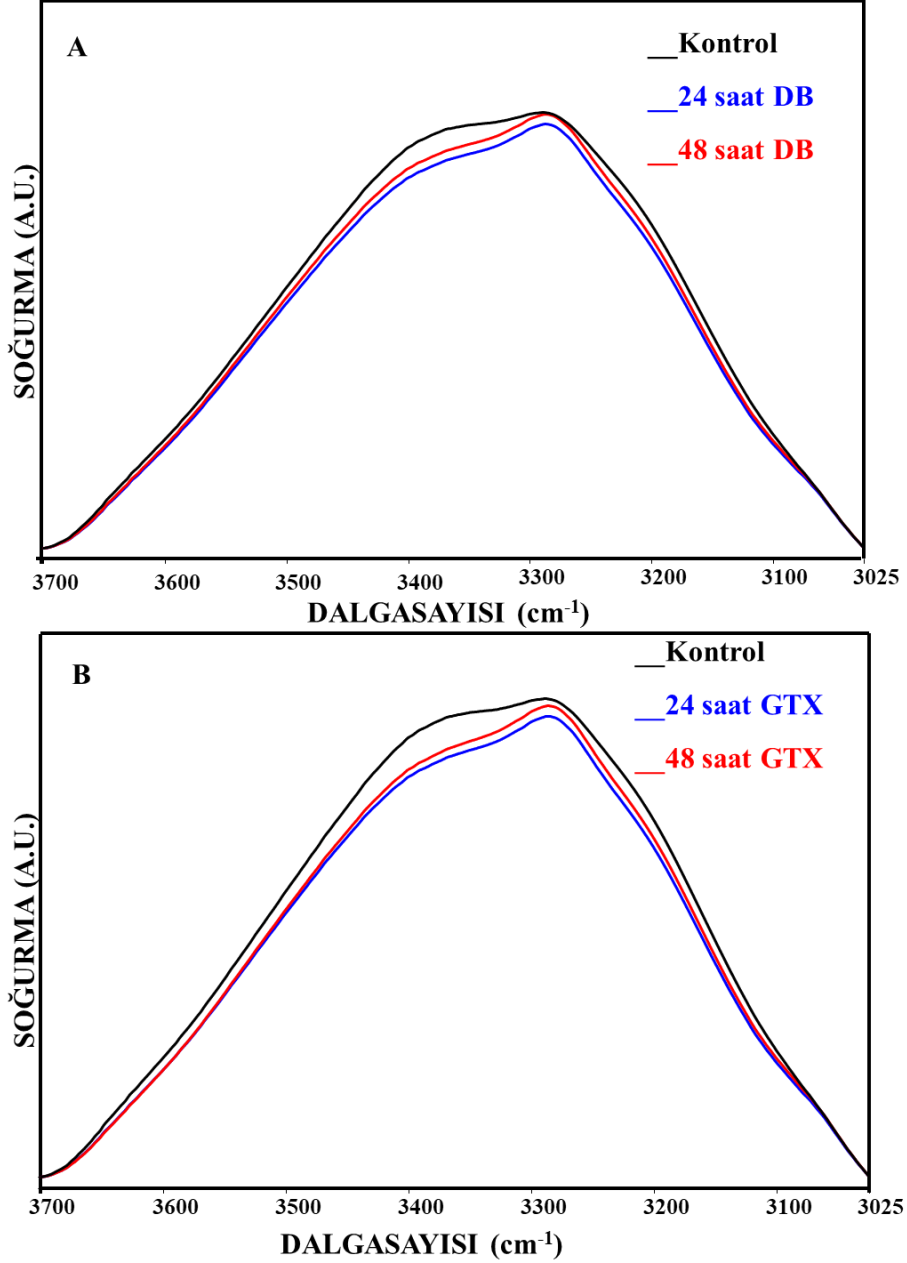 A
__Kontrol
__24 saat DB
__48 saat DB
SOĞURMA (A.U.)
3700 3600 3500 3400 3300 3200 3100 3025
DALGASAYISI (cm-1)
B
__Kontrol
__24 saat GTX
__48 saat GTX
SOĞURMA (A.U.)
3700 3600 3500 3400 3300 3200 3100 3025
DALGASAYISI (cm-1)